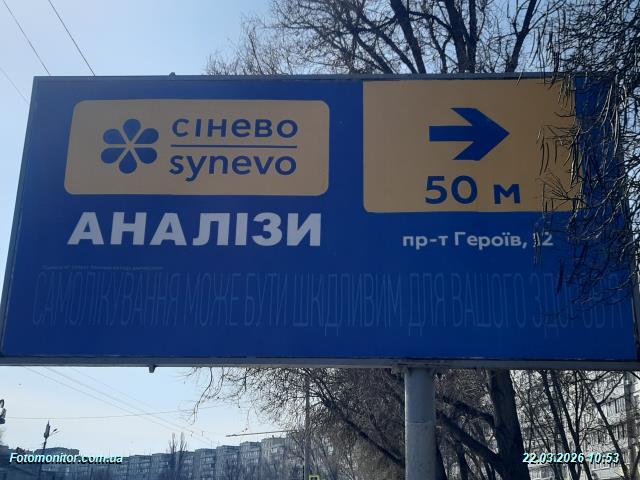 сінево
synevo
АНАЛІЗИ
50 м
пр-т Героїв, 12
САМОЛІКУВАННЯ МОЖЕ БУТИ ШКІДЛИВИМ ДЛЯ ВАШОГО ЗДОРОВ'Я
Fotomonitor.com.ua
22.03.2026 10:53